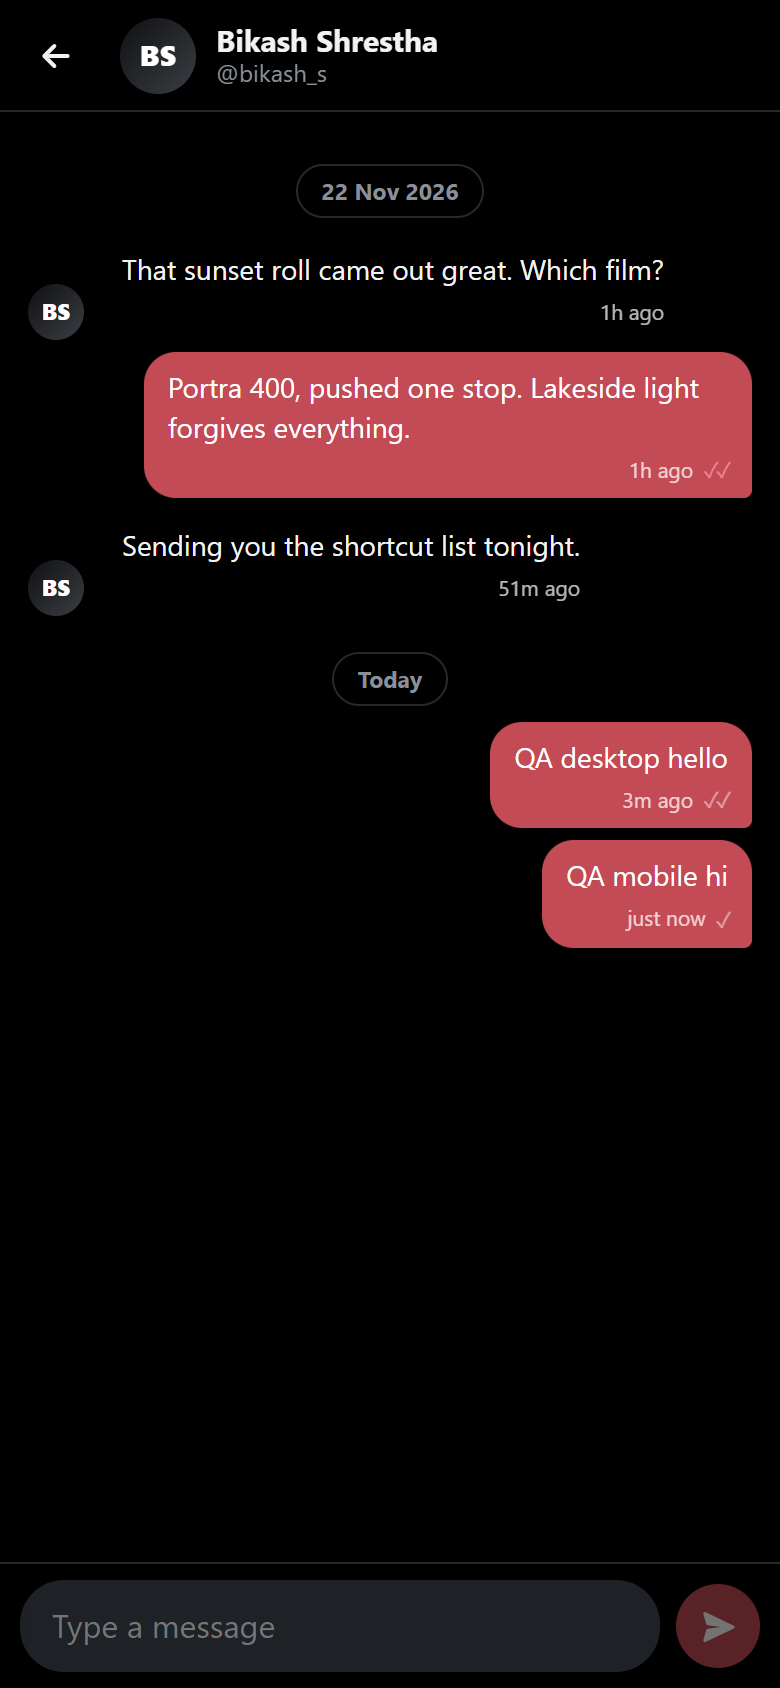 BS
Bikash Shrestha
@bikash_s
22 Nov 2026
That sunset roll came out great. Which film?
BS
1h ago
Portra 400, pushed one stop. Lakeside light
forgives everything.
1h ago
Sending you the shortcut list tonight.
BS
51m ago
Today
QA desktop hello
3m ago
QA mobile hi
just now
Type a message